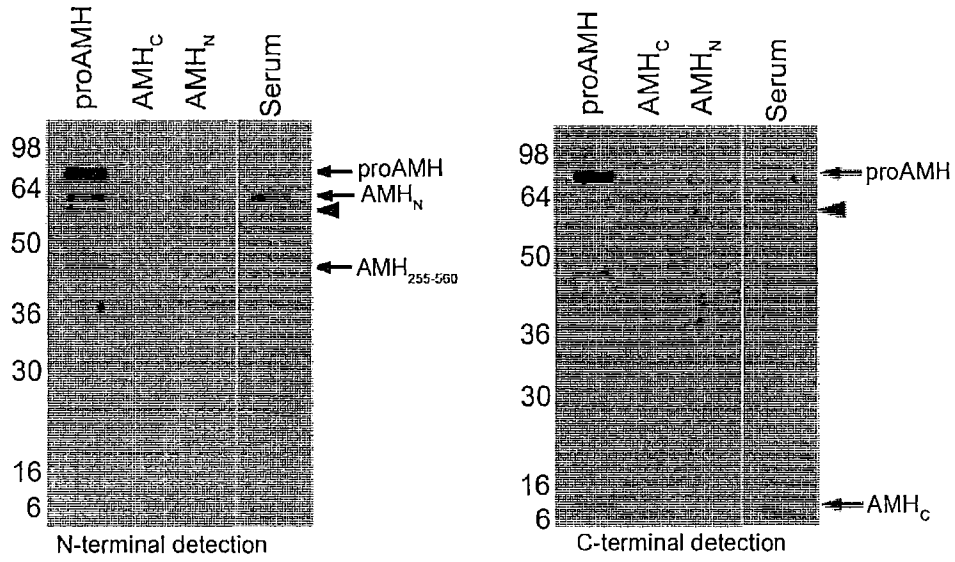 proAMH
AMHC
AMHN
Serum
98
64
50
36
30
16
6
proAMH
AMHN
AMH255-560
N-terminal detection
proAMH
AMHC
AMHN
Serum
98
64
50
36
30
16
6
proAMH
AMHC
C-terminal detection